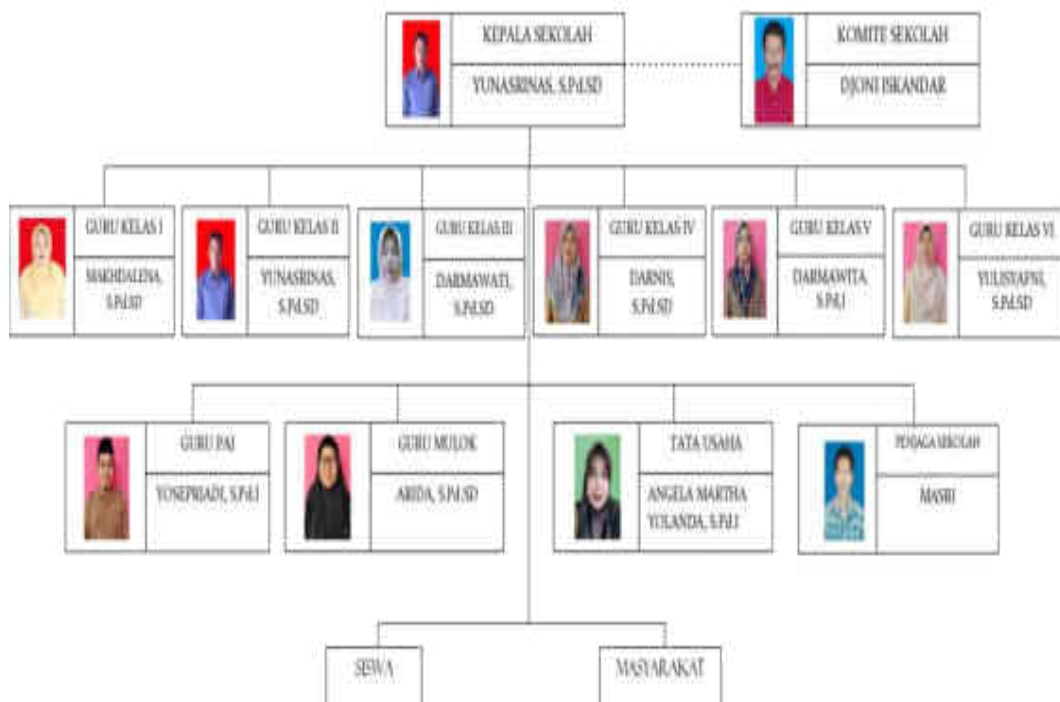 KEPALA SEKOLAH
YUNASRINAS, S.Pd.SD
KOMITE SEKOLAH
DJONI ISKANDAR
GURU KELAS I
MAKHDALENA,
S.Pd.SD
GURU KELAS II
YUNASRINAS,
S.Pd.SD
GURU KELAS III
DARMAWATI,
S.Pd.SD
GURU KELAS IV
DARNIS,
S.Pd.SD
GURU KELAS V
DARMAWITA,
S.Pd.I
GURU KELAS VI
YULISYAFNI,
S.Pd.SD
GURU PAI
YOSEPRIADI, S.Pd.I
GURU MULOK
ARIDA, S.Pd.SD
TATA USAHA
ANGELA MARTHA
YOLANDA, S.Pd.I
PENJAGA SEKOLAH
MASRI
SISWA
MASYARAKAT